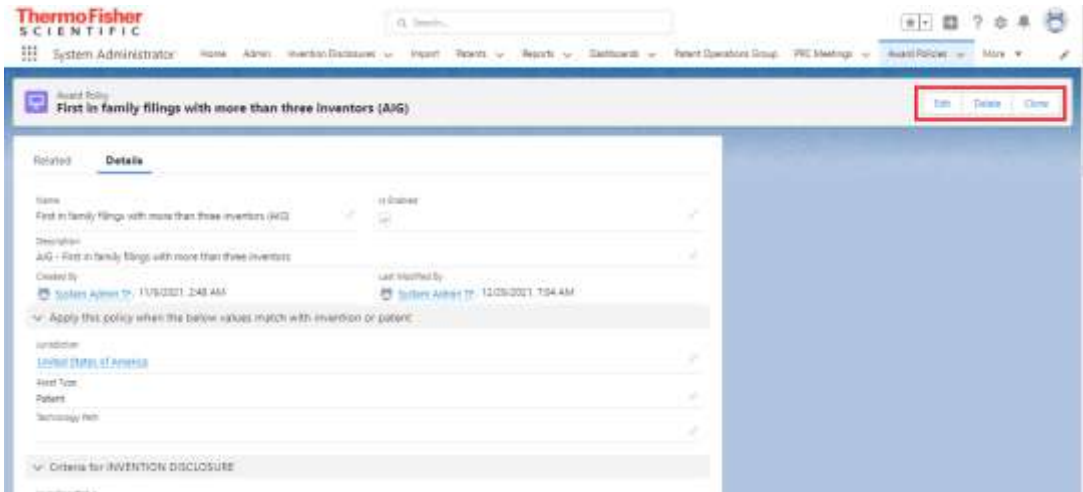 ThermoFisher
SCIENTIFIC
Search...
System Administrator Home Admin Invention Disclosures Import Patents Reports Dashboards Patent Operations Group PRC Meetings Award Policies More
Award Policy
First in family filings with more than three inventors (AIG)
Edit Delete Clone
Related Details
Name
Is Enabled
First in family filings with more than three inventors (AIG)
Description
AIG - First in family filings with more than three inventors
Created By
Last Modified By
System Admin TF, 11/9/2021, 2:48 AM
System Admin TF, 12/26/2021, 7:04 AM
Apply this policy when the below values match with invention or patent
Jurisdiction
United States of America
Asset Type
Patent
Technology Path
Criteria for INVENTION DISCLOSURE